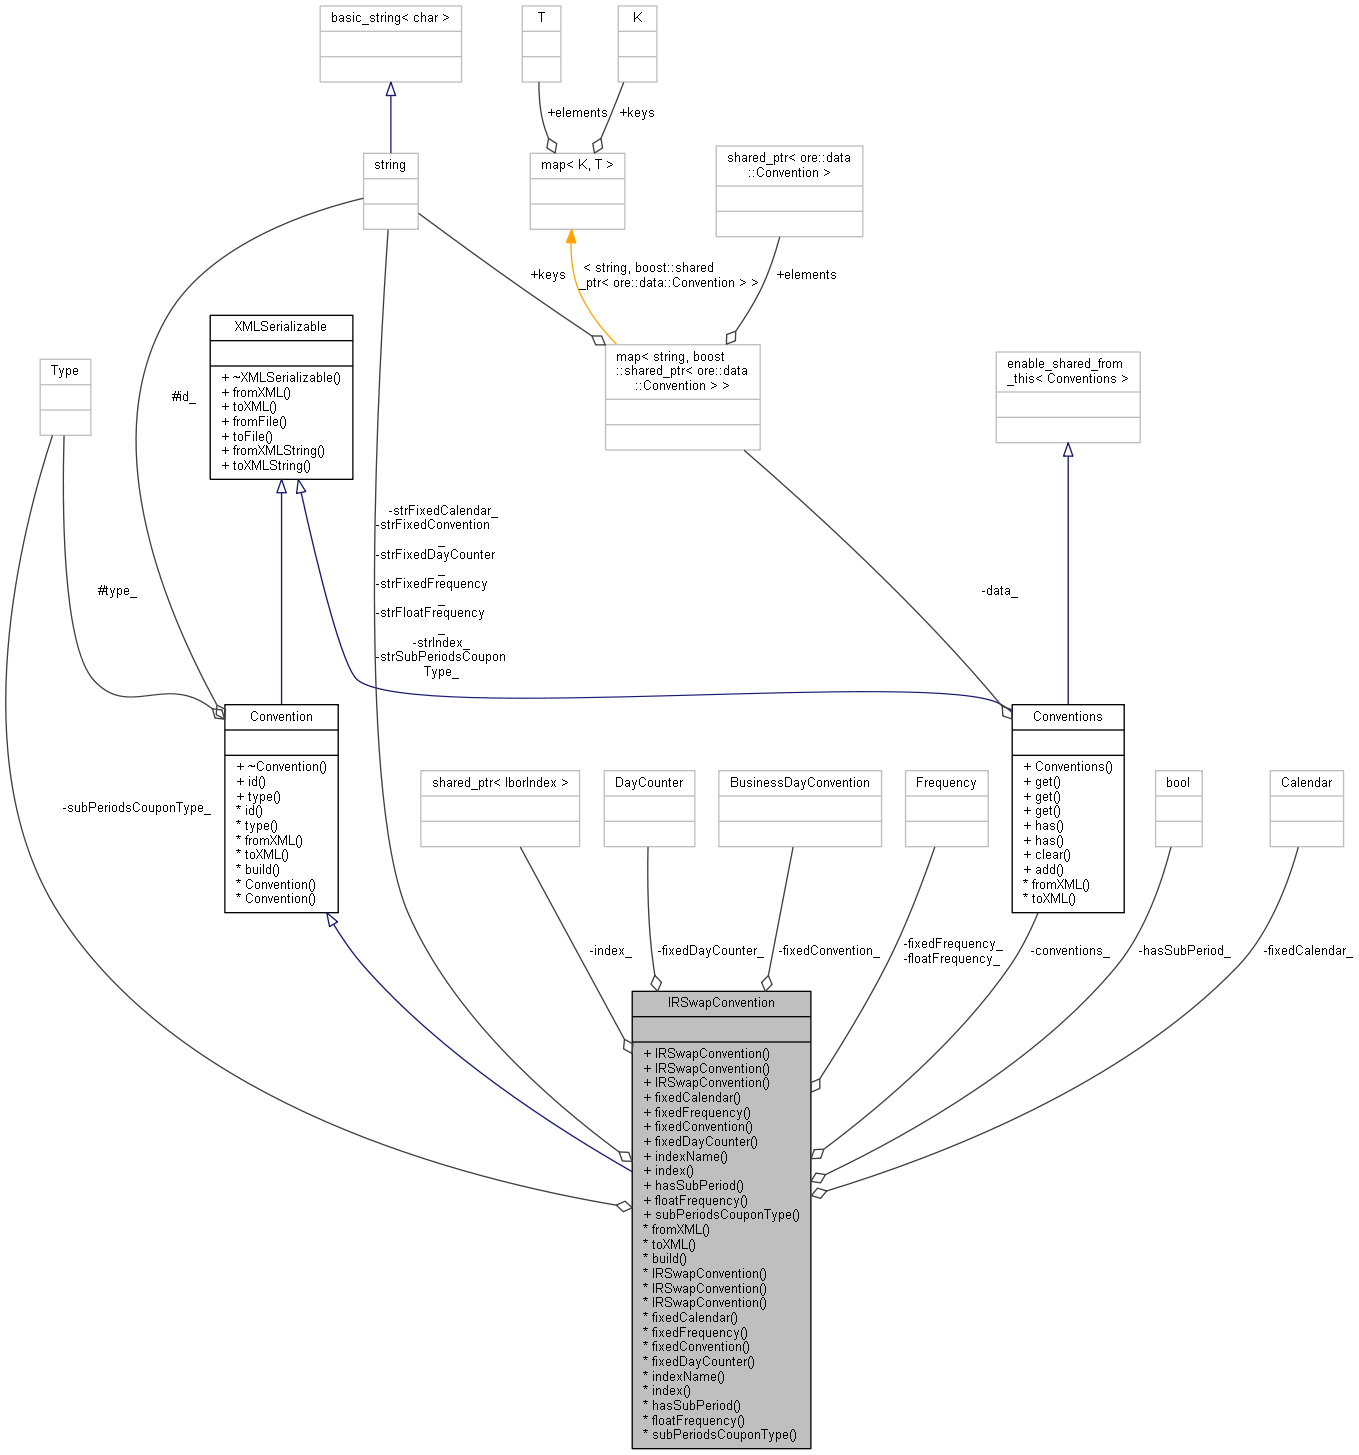 basic_string< char >
T
K
+elements
+keys
string
map< K, T >
shared_ptr< ore::data
::Convention >
+keys
< string, boost::shared
_ptr< ore::data::Convention > >
+elements
XMLSerializable
+ ~XMLSerializable()
+ fromXML()
+ toXML()
+ fromFile()
+ toFile()
+ fromXMLString()
+ toXMLString()
Type
#id_
map< string, boost
::shared_ptr< ore::data
::Convention > >
enable_shared_from
_this< Conventions >
#type_
-strFixedCalendar_
-strFixedConvention
_
-strFixedDayCounter
_
-strFixedFrequency
_
-strFloatFrequency
_
-strIndex_
-strSubPeriodsCoupon
Type_
-data_
Convention
+ ~Convention()
+ id()
+ type()
* id()
* type()
* fromXML()
* toXML()
* build()
* Convention()
* Convention()
Conventions
+ Conventions()
+ get()
+ get()
+ get()
+ has()
+ has()
+ clear()
+ add()
* fromXML()
* toXML()
-subPeriodsCouponType_
shared_ptr< IborIndex >
DayCounter
BusinessDayConvention
Frequency
bool
Calendar
-index_
-fixedDayCounter_
-fixedConvention_
-fixedFrequency_
-floatFrequency_
-conventions_
-hasSubPeriod_
-fixedCalendar_
IRSwapConvention
+ IRSwapConvention()
+ IRSwapConvention()
+ IRSwapConvention()
+ fixedCalendar()
+ fixedFrequency()
+ fixedConvention()
+ fixedDayCounter()
+ indexName()
+ index()
+ hasSubPeriod()
+ floatFrequency()
+ subPeriodsCouponType()
* fromXML()
* toXML()
* build()
* IRSwapConvention()
* IRSwapConvention()
* IRSwapConvention()
* fixedCalendar()
* fixedFrequency()
* fixedConvention()
* fixedDayCounter()
* indexName()
* index()
* hasSubPeriod()
* floatFrequency()
* subPeriodsCouponType()